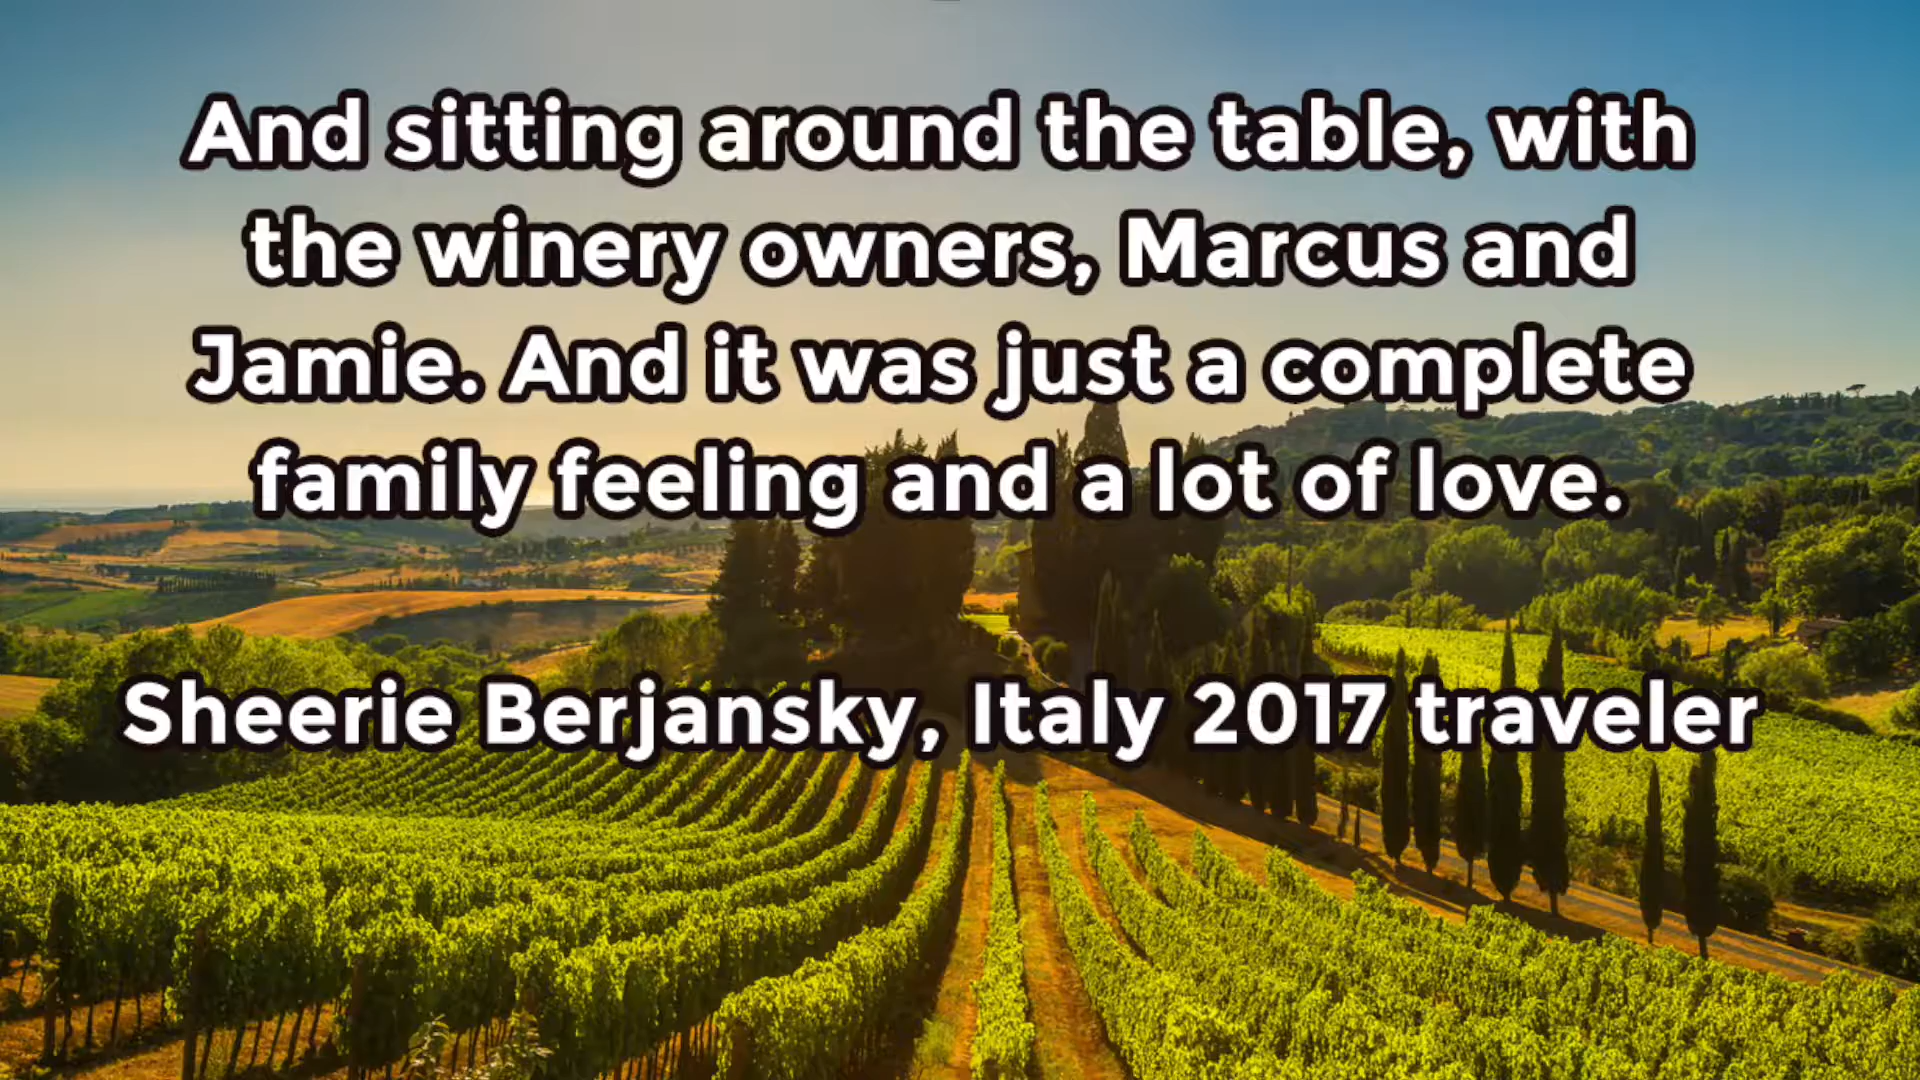 And sitting around the table, with
the winery owners, Marcus and
Jamie. And it was just a complete
family feeling and a lot of love.
Sheerie Berjansky, Italy 2017 traveler